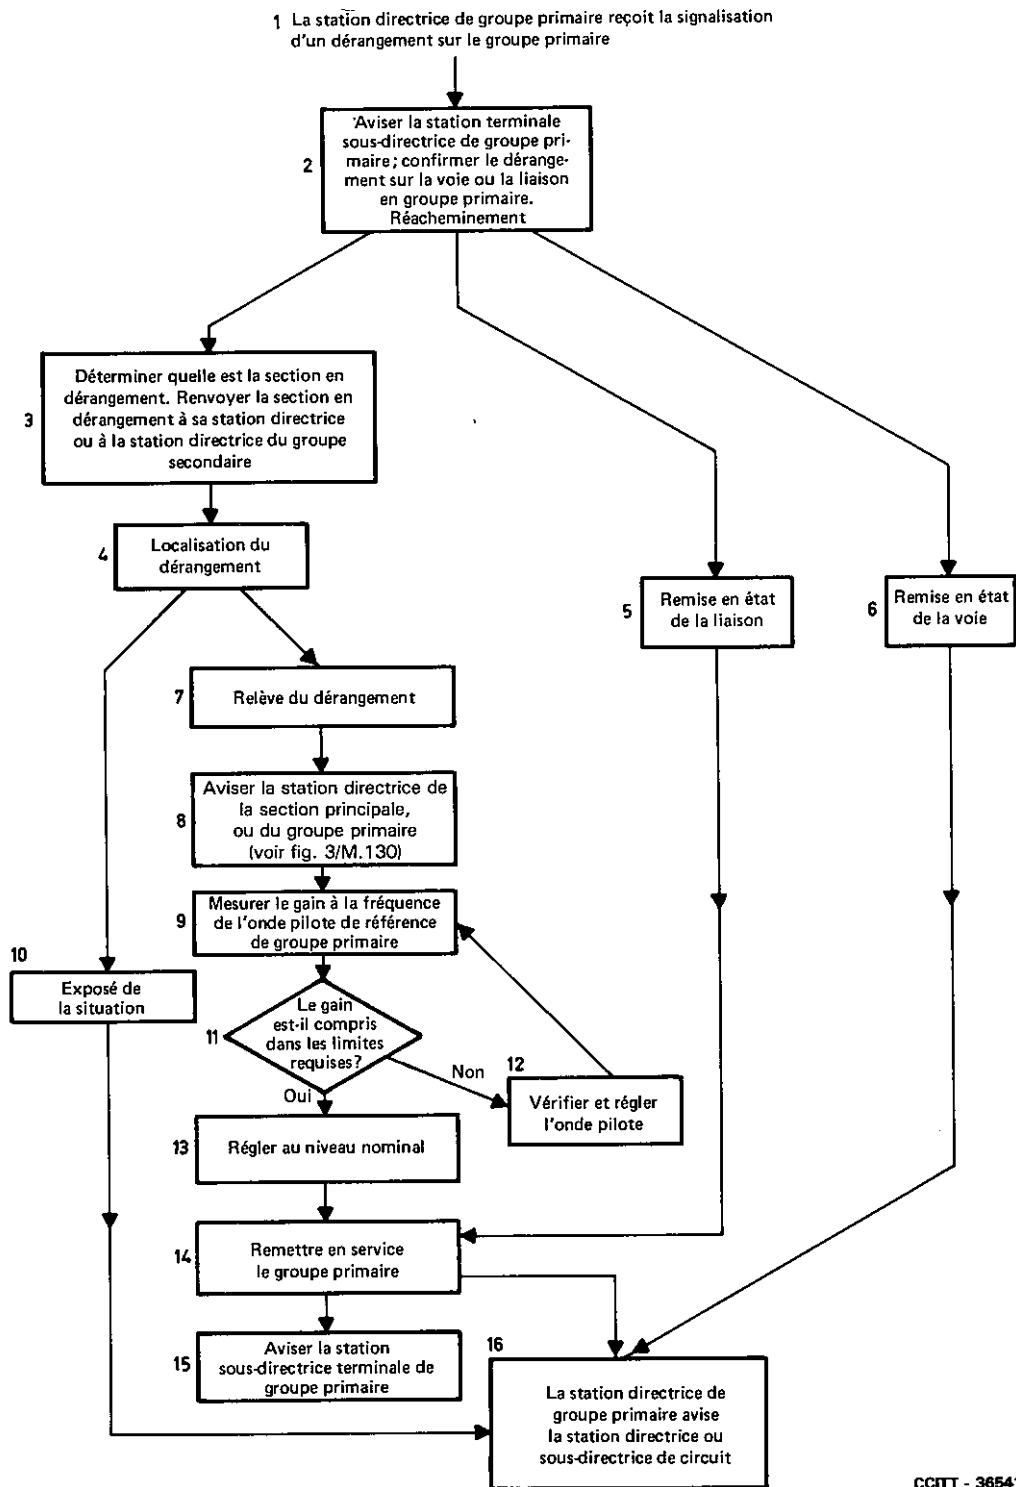 1 La station directrice de groupe primaire reçoit la signalisation
d'un dérangement sur le groupe primaire
2
Aviser la station terminale
sous-directrice de groupe pri-
maire; confirmer le dérange-
ment sur la voie ou la liaison
en groupe primaire.
Réacheminement
3
Déterminer quelle est la section en
dérangement. Renvoyer la section en
dérangement à sa station directrice
ou à la station directrice du groupe
secondaire
4
Localisation du
dérangement
5
Remise en état
de la liaison
6
Remise en état
de la voie
7
Relève du dérangement
8
Aviser la station directrice de
la section principale,
ou du groupe primaire
(voir fig. 3/M.130)
9
Mesurer le gain à la fréquence
de l'onde pilote de référence
de groupe primaire
10
Exposé de
la situation
11
Le gain
est-il compris
dans les limites
requises?
Non
Oui
12
Vérifier et régler
l'onde pilote
13
Régler au niveau nominal
14
Remettre en service
le groupe primaire
15
Aviser la station
sous-directrice terminale de
groupe primaire
16
La station directrice de
groupe primaire avise
la station directrice ou
sous-directrice de circuit
CCITT - 36541